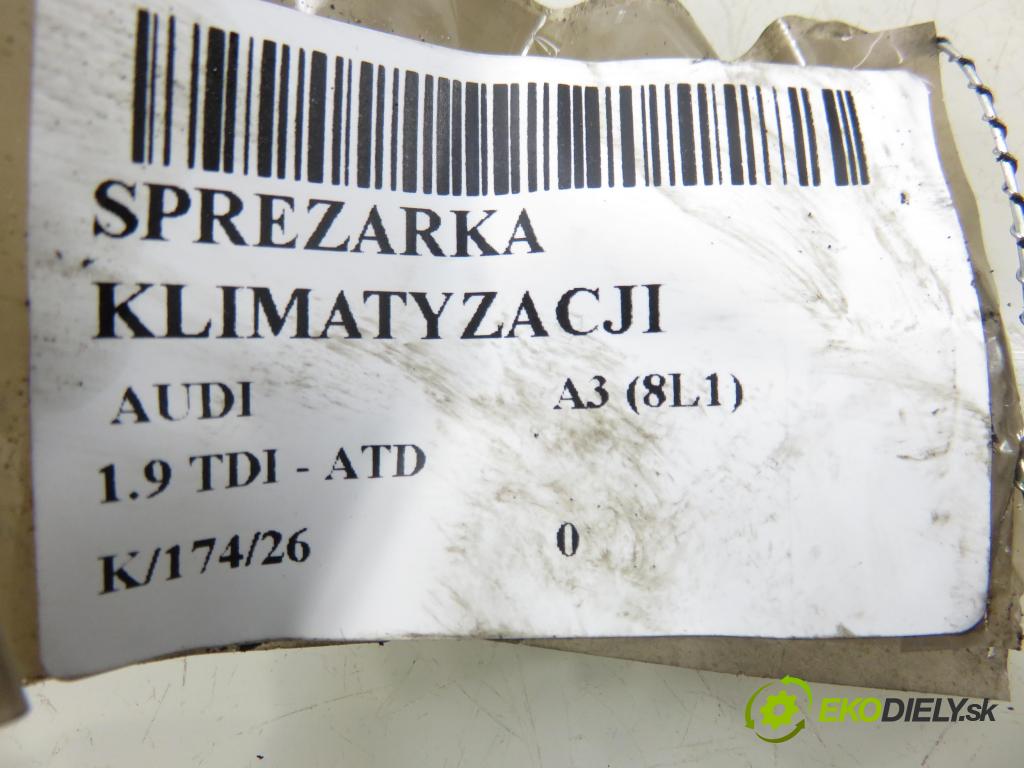 SPREZARKA
KLIMATYZACJI
AUDI A3 (8L1)
1.9 TDI - ATD
K/174/26 0
EKODIELY.sk